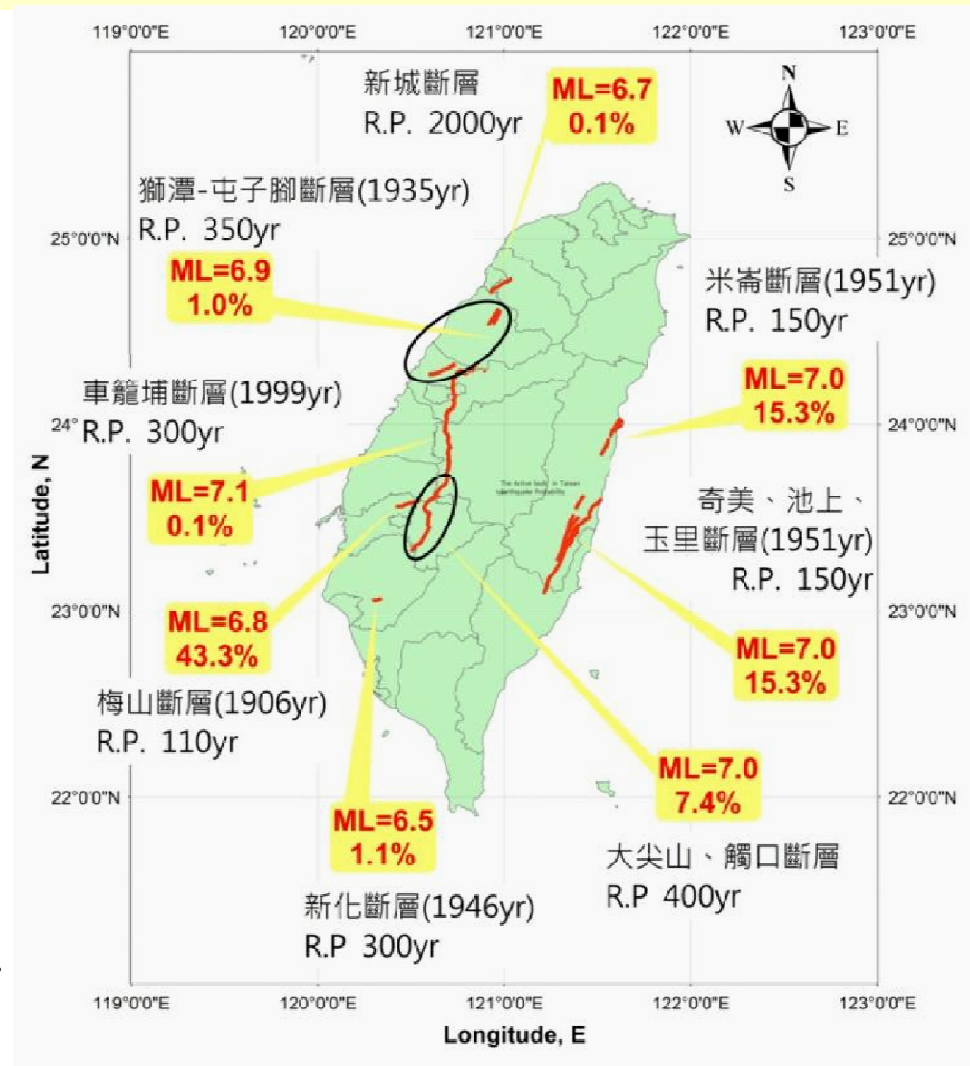 119°0'0"E
120°0'0"E
121°0'0"E
122°0'0"E
123°0'0"E
新城斷層
R.P. 2000yr
ML=6.7
0.1%
N
W
E
S
獅潭-屯子腳斷層(1935yr)
R.P. 350yr
25°0'0"N
25°0'0"N
ML=6.9
1.0%
米崙斷層(1951yr)
R.P. 150yr
車籠埔斷層(1999yr)
24°
R.P. 300yr
ML=7.0
15.3%
24°0'0"N
ML=7.1
0.1%
The Active fault in Taiwan
Earthquake Probability
奇美、池上、
玉里斷層(1951yr)
R.P. 150yr
Latitude, N
23°0'0"N
23°0'0"N
ML=6.8
43.3%
ML=7.0
15.3%
梅山斷層(1906yr)
R.P. 110yr
ML=7.0
7.4%
22°0'0"N
22°0'0"N
ML=6.5
1.1%
大尖山、觸口斷層
R.P 400yr
新化斷層(1946yr)
R.P 300yr
119°0'0"E
120°0'0"E
121°0'0"E
122°0'0"E
123°0'0"E
Longitude, E